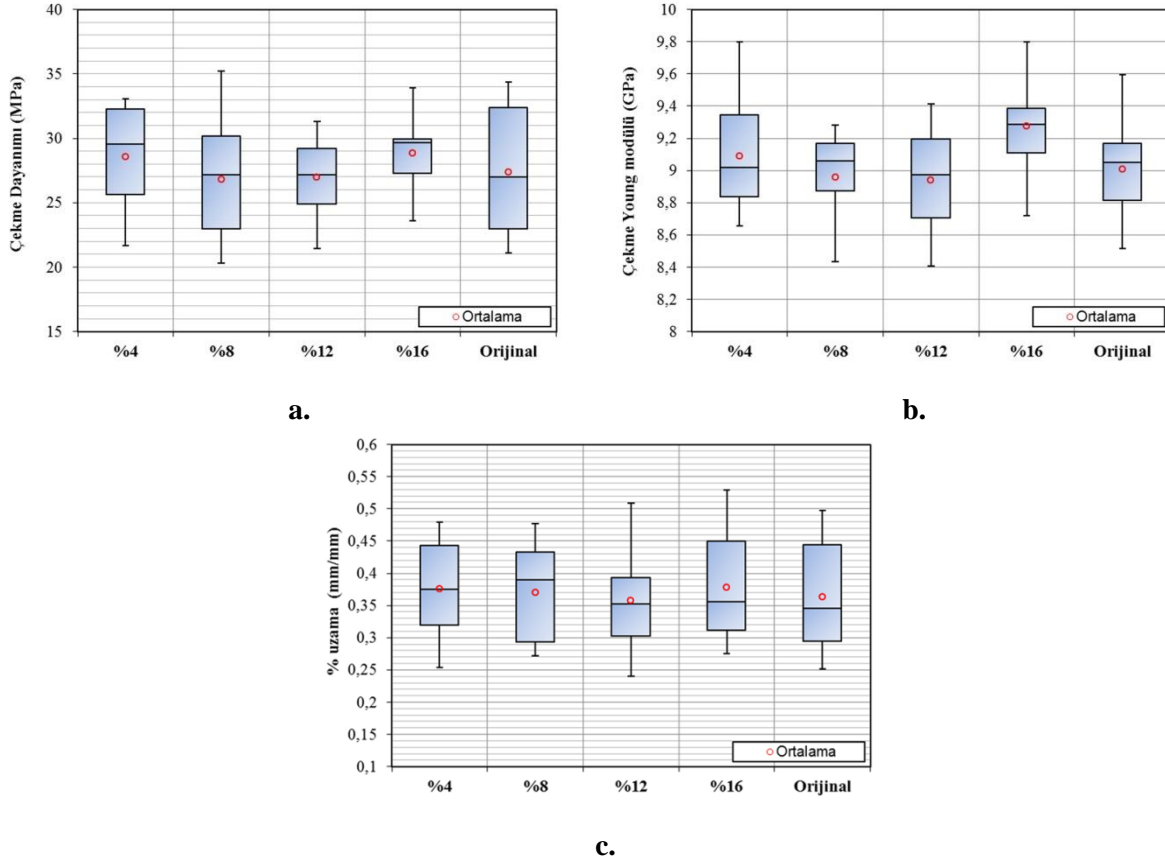 Çekme Dayanımı (MPa)
40
35
30
25
20
15
%4 %8 %12 %16 Orijinal
Ortalama
a.
Çekme Young modülü (GPa)
10
9,8
9,6
9,4
9,2
9
8,8
8,6
8,4
8,2
8
%4 %8 %12 %16 Orijinal
Ortalama
b.
% uzama (mm/mm)
0,6
0,55
0,5
0,45
0,4
0,35
0,3
0,25
0,2
0,15
0,1
%4 %8 %12 %16 Orijinal
Ortalama
c.